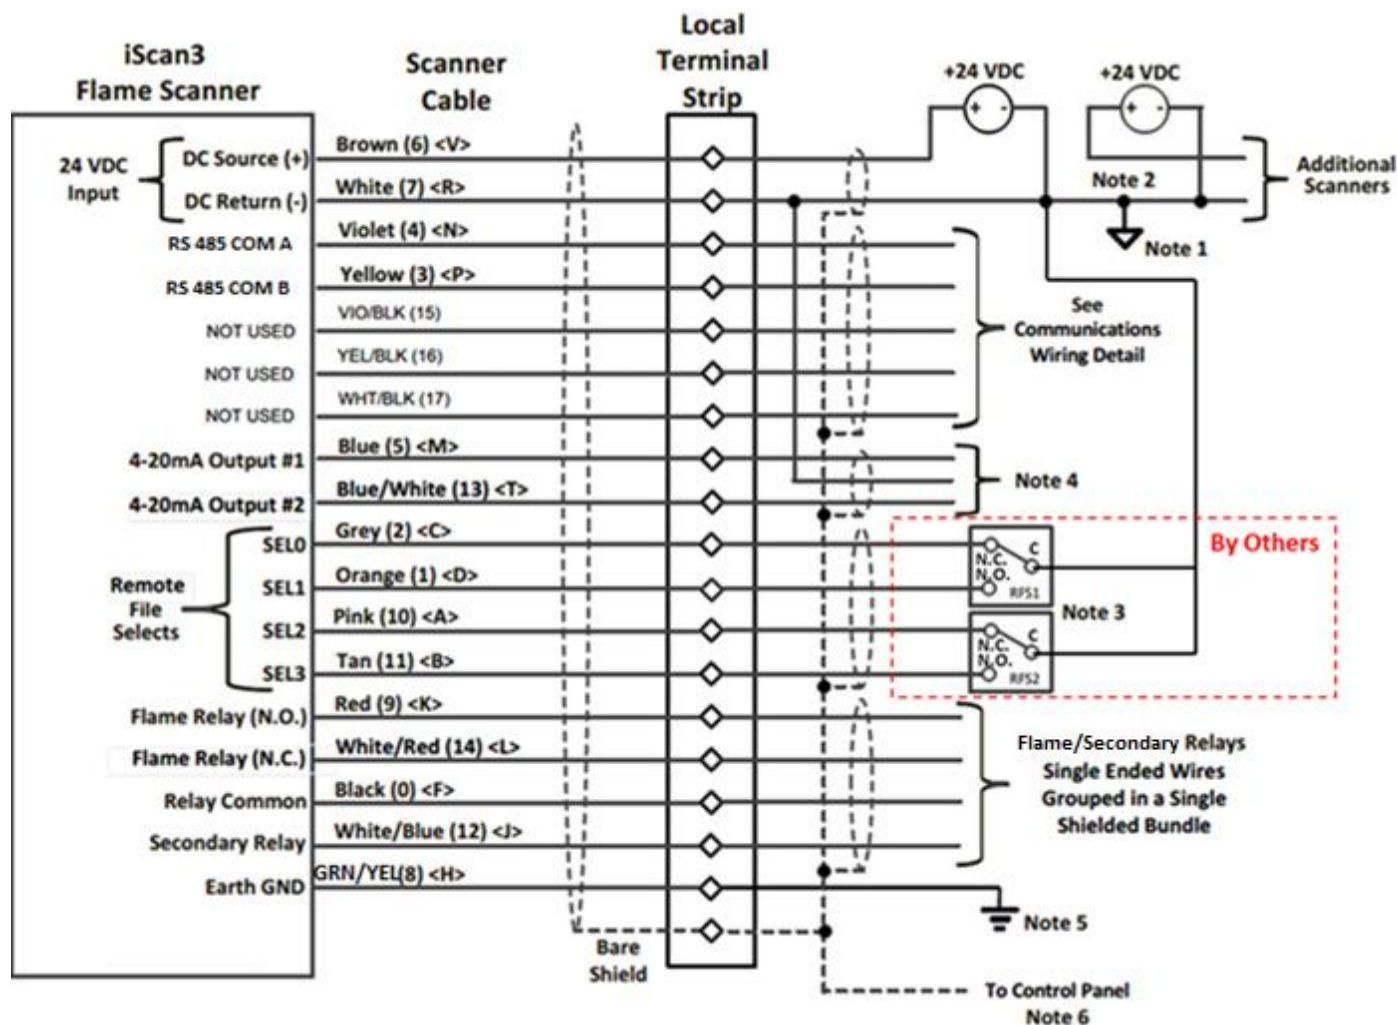 iScan3
Flame Scanner
Scanner
Cable
Local
Terminal
Strip
+24 VDC
+24 VDC
24 VDC
Input
DC Source (+)
Brown (6) <V>
+ -
+ -
Additional
Scanners
DC Return (-)
White (7) <R>
Note 2
Note 1
RS 485 COM A
Violet (4) <N>
RS 485 COM B
Yellow (3) <P>
NOT USED
VIO/BLK (15)
See
Communications
Wiring Detail
NOT USED
YEL/BLK (16)
NOT USED
WHT/BLK (17)
4-20mA Output #1
Blue (5) <M>
4-20mA Output #2
Blue/White (13) <T>
Note 4
Remote
File
Selects
SEL0
Grey (2) <C>
SEL1
Orange (1) <D>
SEL2
Pink (10) <A>
SEL3
Tan (11) <B>
By Others
N.C.
C
N.O.
RFS1
Note 3
N.C.
C
N.O.
RFS2
Flame Relay (N.O.)
Red (9) <K>
Flame Relay (N.C.)
White/Red (14) <L>
Relay Common
Black (0) <F>
Secondary Relay
White/Blue (12) <J>
Flame/Secondary Relays
Single Ended Wires
Grouped in a Single
Shielded Bundle
Earth GND
GRN/YEL(8) <H>
Note 5
Bare
Shield
To Control Panel
Note 6